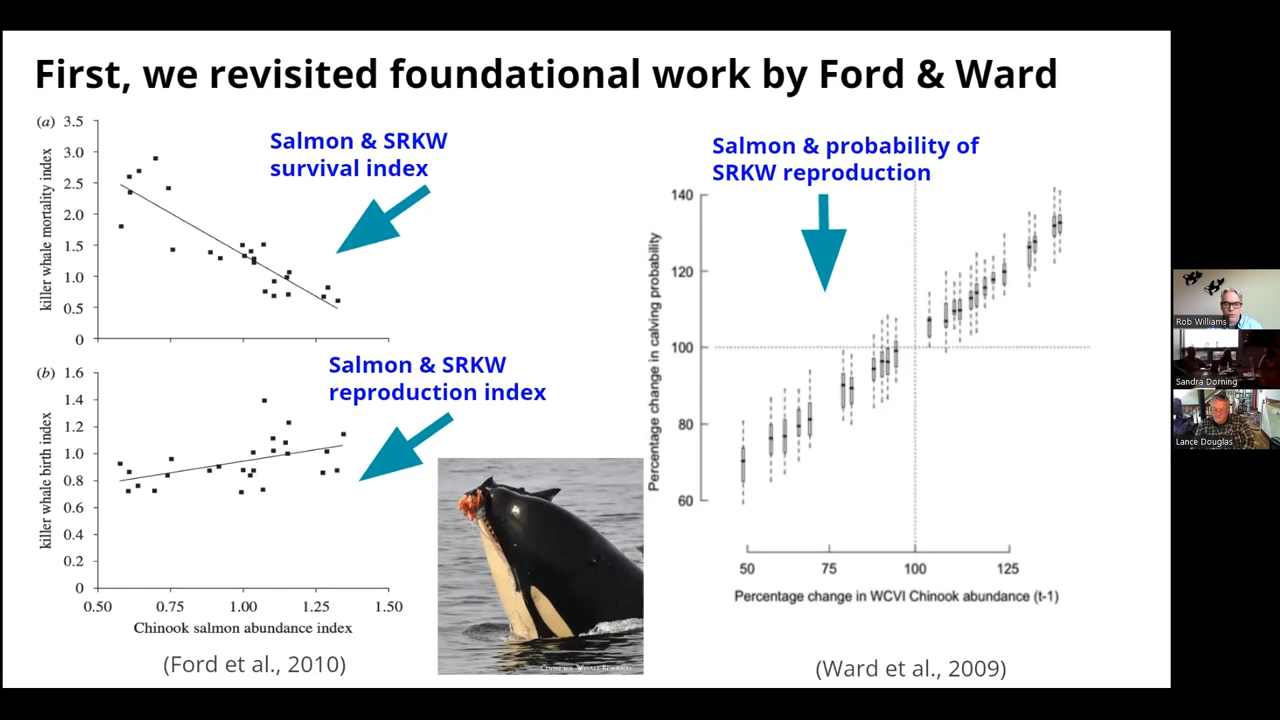 First, we revisited foundational work by Ford & Ward
(a)
3.5
3.0
2.5
2.0
1.5
1.0
0.5
0
killer whale mortality index
Salmon & SRKW
survival index
(b)
1.6
1.4
1.2
1.0
0.8
0.6
0.4
0.2
0
killer whale birth index
Salmon & SRKW
reproduction index
0.50 0.75 1.00 1.25 1.50
Chinook salmon abundance index
(Ford et al., 2010)
CENTER FOR WHALE RESEARCH
Salmon & probability of
SRKW reproduction
140
120
100
80
60
Percentage change in calving probability
50 75 100 125
Percentage change in WCVI Chinook abundance (t-1)
(Ward et al., 2009)
Rob Williams
Sandra Dorning
Lance Douglas